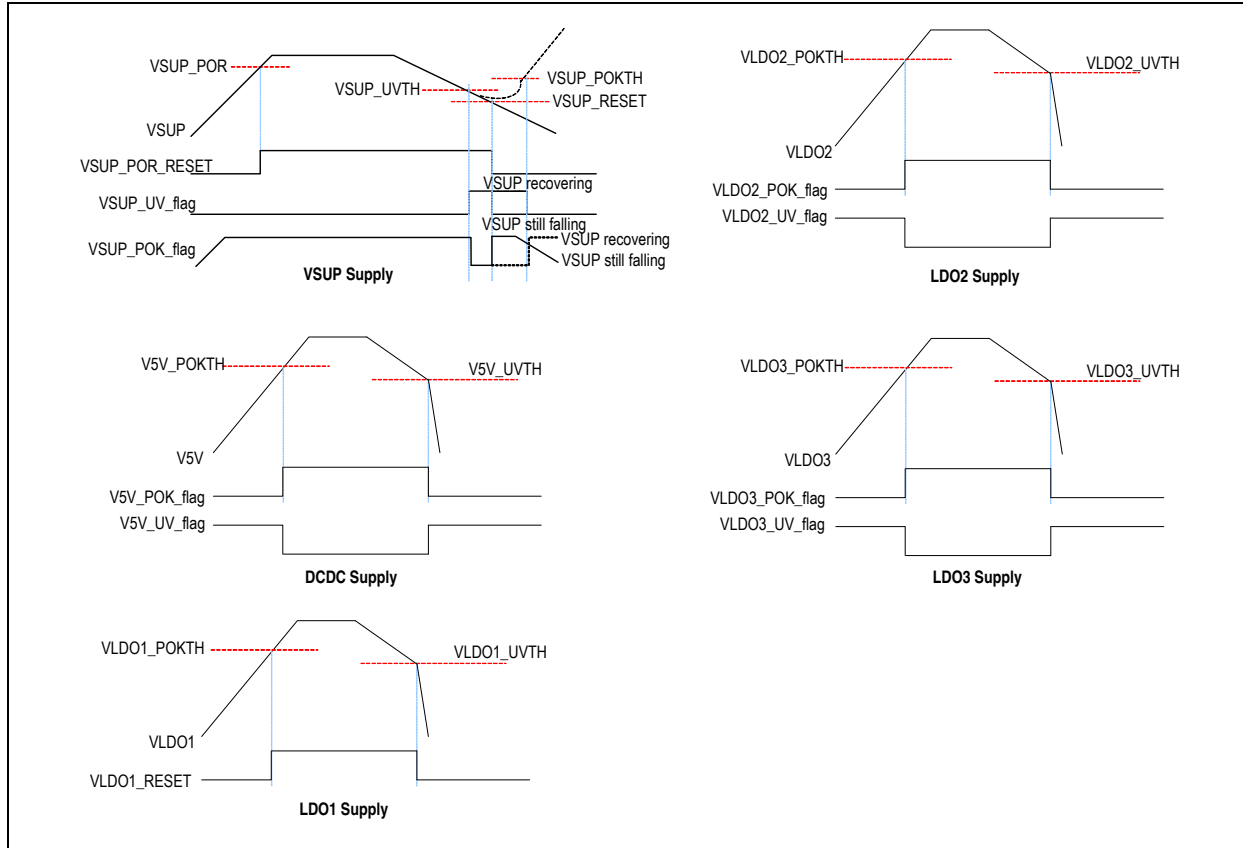 VSUP_POR
VSUP_UVTH
VSUP_POKTH
VSUP_RESET
VSUP
VSUP_POR_RESET
VSUP recovering
VSUP_UV_flag
VSUP still falling
VSUP_POK_flag
VSUP recovering
VSUP still falling
VSUP Supply
VLDO2_POKTH
VLDO2_UVTH
VLDO2
VLDO2_POK_flag
VLDO2_UV_flag
LDO2 Supply
V5V_POKTH
V5V_UVTH
V5V
V5V_POK_flag
V5V_UV_flag
DCDC Supply
VLDO3_POKTH
VLDO3_UVTH
VLDO3
VLDO3_POK_flag
VLDO3_UV_flag
LDO3 Supply
VLDO1_POKTH
VLDO1_UVTH
VLDO1
VLDO1_RESET
LDO1 Supply